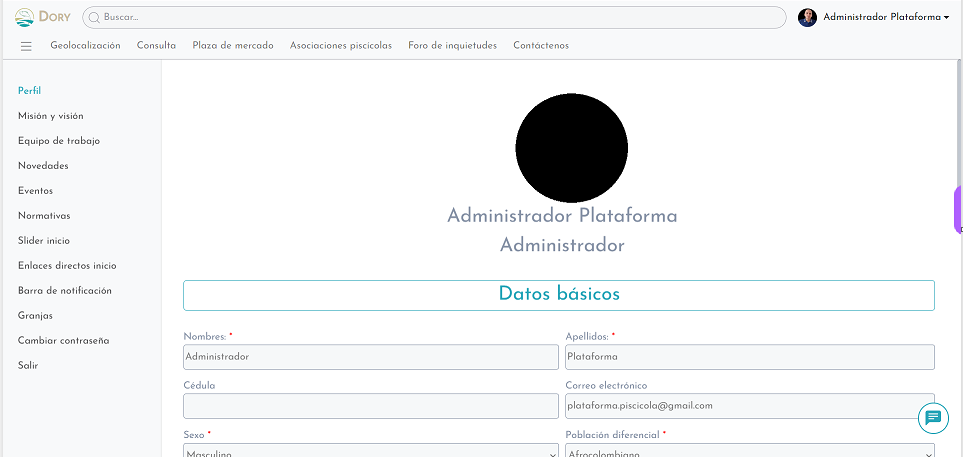 DORY
Buscar...
Administrador Plataforma
Geolocalización Consulta Plaza de mercado Asociaciones piscícolas Foro de inquietudes Contáctenos
Perfil
Misión y visión
Equipo de trabajo
Novedades
Eventos
Normativas
Slider inicio
Enlaces directos inicio
Barra de notificación
Granjas
Cambiar contraseña
Salir
Administrador Plataforma
Administrador
Datos básicos
Nombres: * Apellidos: *
Administrador Plataforma
Cédula Correo electrónico
plataforma.piscicola@gmail.com
Sexo * Población diferencial *
Masculino Afrocolombiano